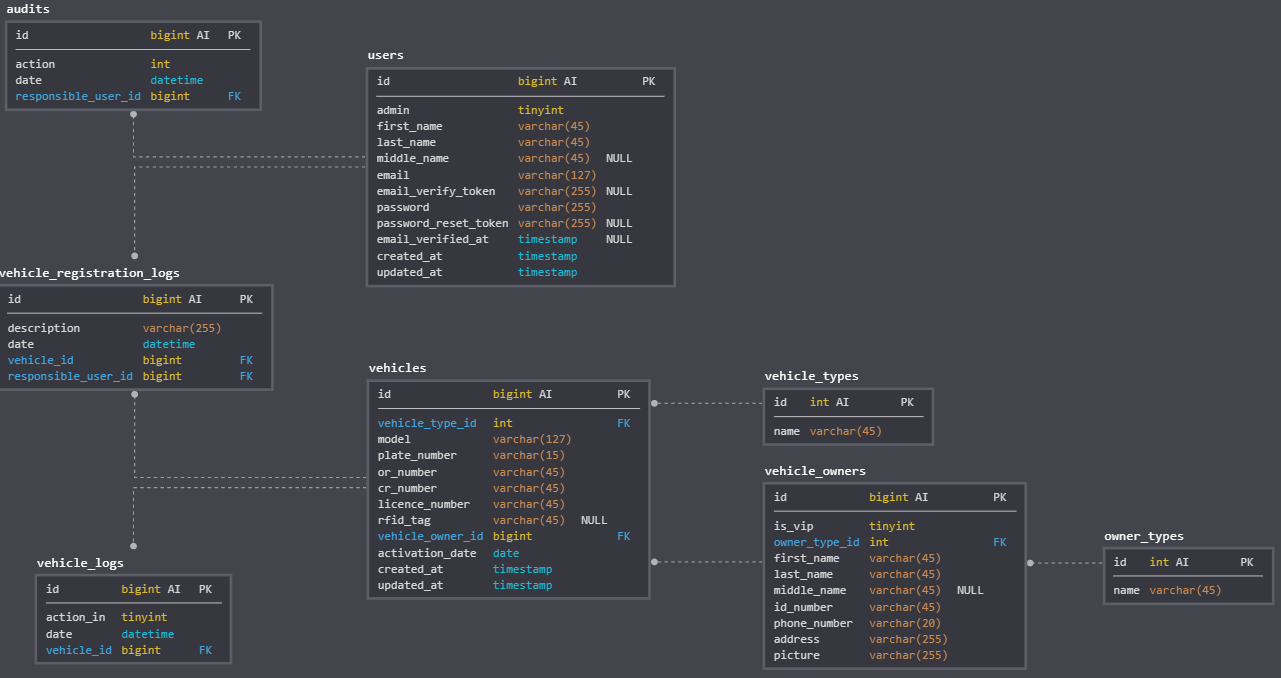 audits
id bigint AI PK
action int
date datetime
responsible_user_id bigint FK
users
id bigint AI PK
admin tinyint
first_name varchar(45)
last_name varchar(45)
middle_name varchar(45) NULL
email varchar(127)
email_verify_token varchar(255) NULL
password varchar(255)
password_reset_token varchar(255) NULL
email_verified_at timestamp NULL
created_at timestamp
updated_at timestamp
vehicle_registration_logs
id bigint AI PK
description varchar(255)
date datetime
vehicle_id bigint FK
responsible_user_id bigint FK
vehicles
id bigint AI PK
vehicle_type_id int FK
model varchar(127)
plate_number varchar(15)
or_number varchar(45)
cr_number varchar(45)
licence_number varchar(45)
rfid_tag varchar(45) NULL
vehicle_owner_id bigint FK
activation_date date
created_at timestamp
updated_at timestamp
vehicle_types
id int AI PK
name varchar(45)
vehicle_owners
id bigint AI PK
is_vip tinyint
owner_type_id int FK
first_name varchar(45)
last_name varchar(45)
middle_name varchar(45) NULL
id_number varchar(45)
phone_number varchar(20)
address varchar(255)
picture varchar(255)
owner_types
id int AI PK
name varchar(45)
vehicle_logs
id bigint AI PK
action_in tinyint
date datetime
vehicle_id bigint FK